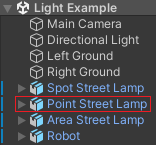 Light Example
Main Camera
Directional Light
Left Ground
Right Ground
Spot Street Lamp
Point Street Lamp
Area Street Lamp
Robot